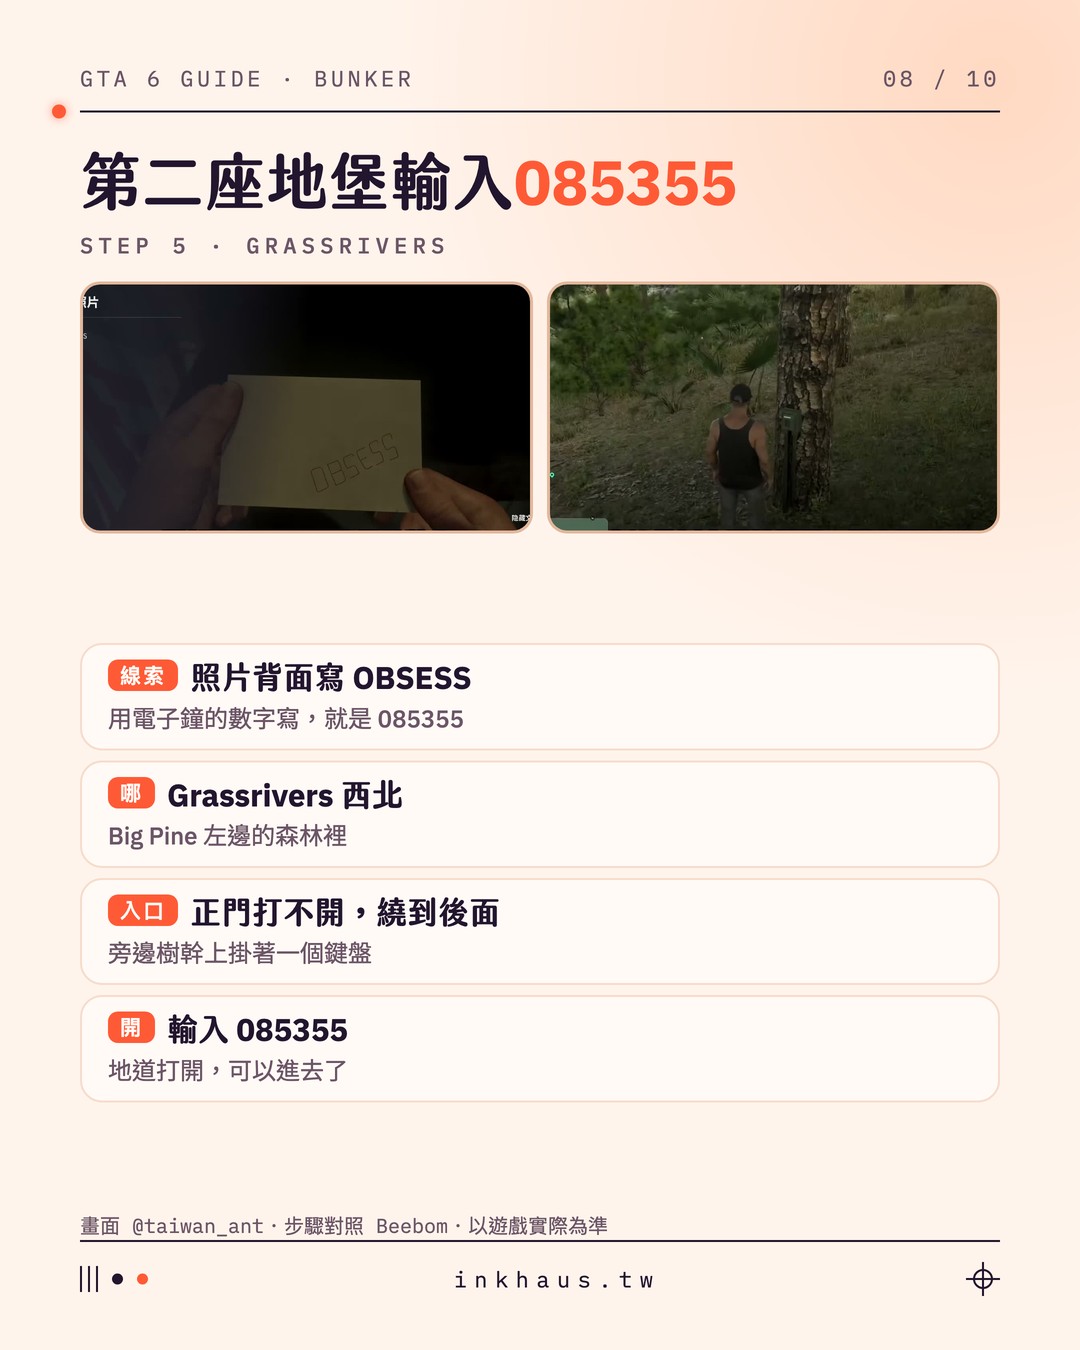 GTA 6 GUIDE · BUNKER
08 / 10
第二座地堡輸入085355
STEP 5 · GRASSRIVERS
照片
OBSESS
線索 照片背面寫 OBSESS
用電子鐘的數字寫，就是 085355
哪 Grassrivers 西北
Big Pine 左邊的森林裡
入口 正門打不開，繞到後面
旁邊樹幹上掛著一個鍵盤
開 輸入 085355
地道打開，可以進去了
畫面 @taiwan_ant · 步驟對照 Beebom · 以遊戲實際為準
inkhaus.tw